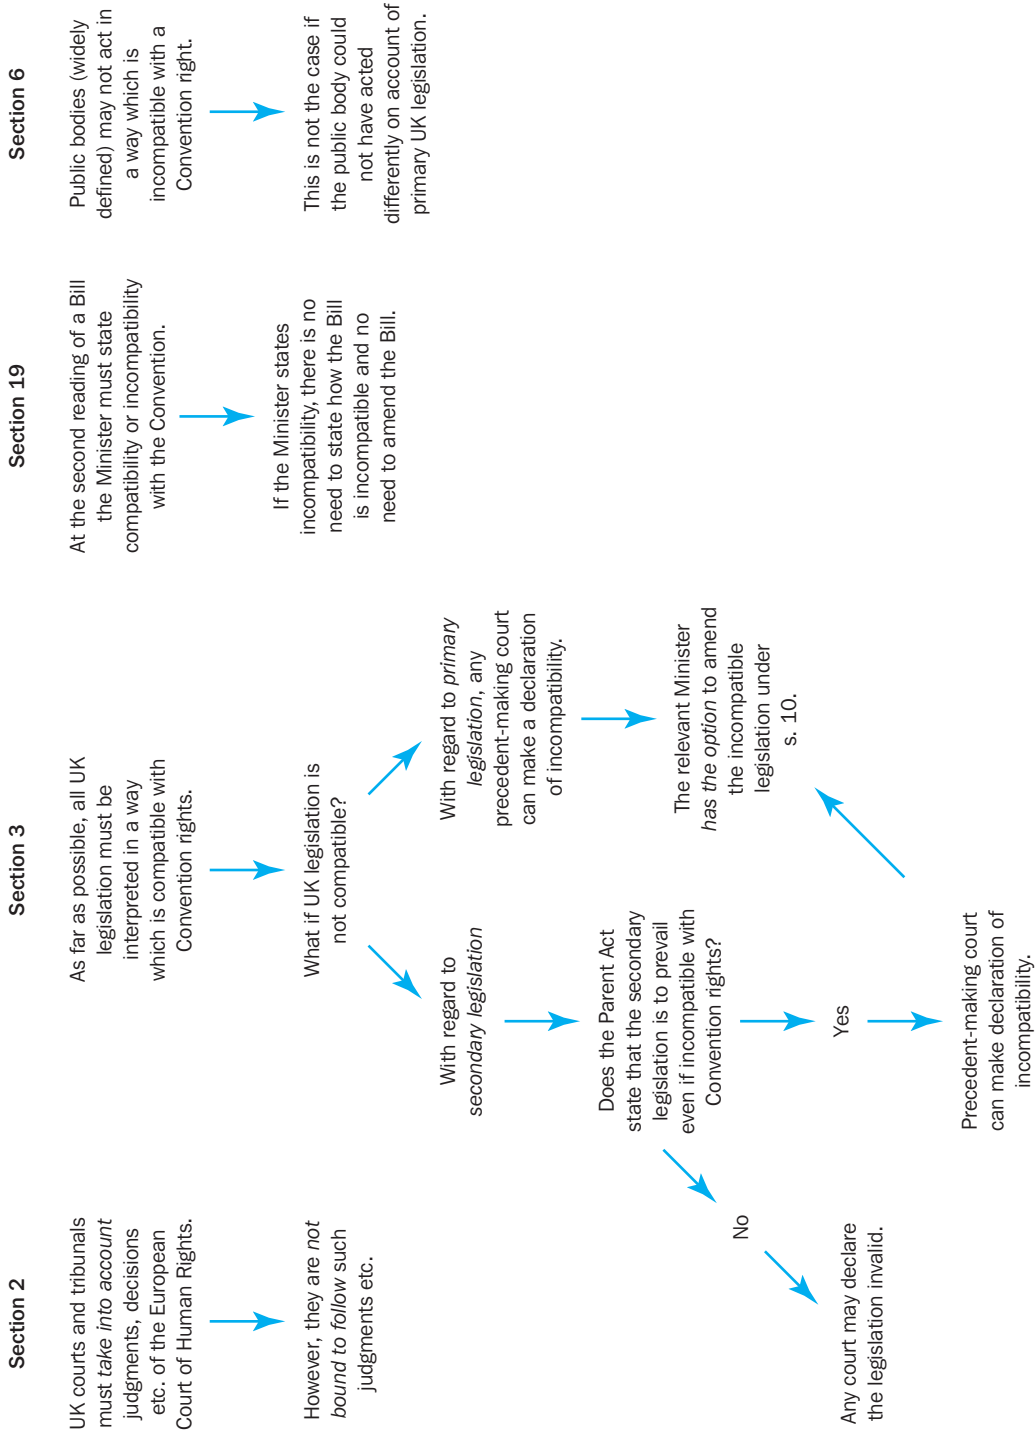 Section 2
UK courts and tribunals
must take into account
judgments, decisions
etc. of the European
Court of Human Rights.
However, they are not
bound to follow such
judgments etc.
Section 3
As far as possible, all UK
legislation must be
interpreted in a way
which is compatible with
Convention rights.
What if UK legislation is
not compatible?
With regard to
secondary legislation
Does the Parent Act
state that the secondary
legislation is to prevail
even if incompatible with
Convention rights?
No
Any court may declare
the legislation invalid.
Yes
Precedent-making court
can make declaration of
incompatibility.
With regard to primary
legislation, any
precedent-making court
can make a declaration
of incompatibility.
The relevant Minister
has the option to amend
the incompatible
legislation under
s. 10.
Section 19
At the second reading of a Bill
the Minister must state
compatibility or incompatibility
with the Convention.
If the Minister states
incompatibility, there is no
need to state how the Bill
is incompatible and no
need to amend the Bill.
Section 6
Public bodies (widely
defined) may not act in
a way which is
incompatible with a
Convention right.
This is not the case if
the public body could
not have acted
differently on account of
primary UK legislation.